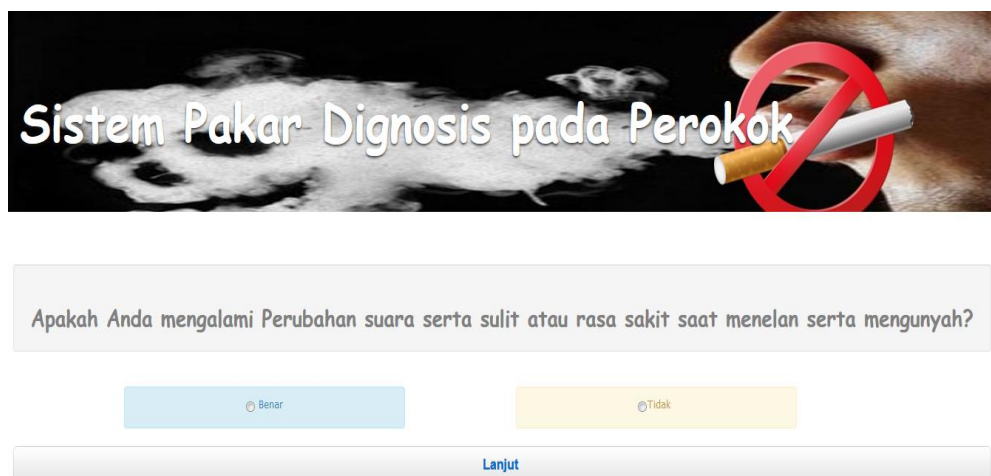 Sistem Pakar Dignosis pada Perokok
Apakah Anda mengalami Perubahan suara serta sulit atau rasa sakit saat menelan serta mengunyah?
Benar
Tidak
Lanjut